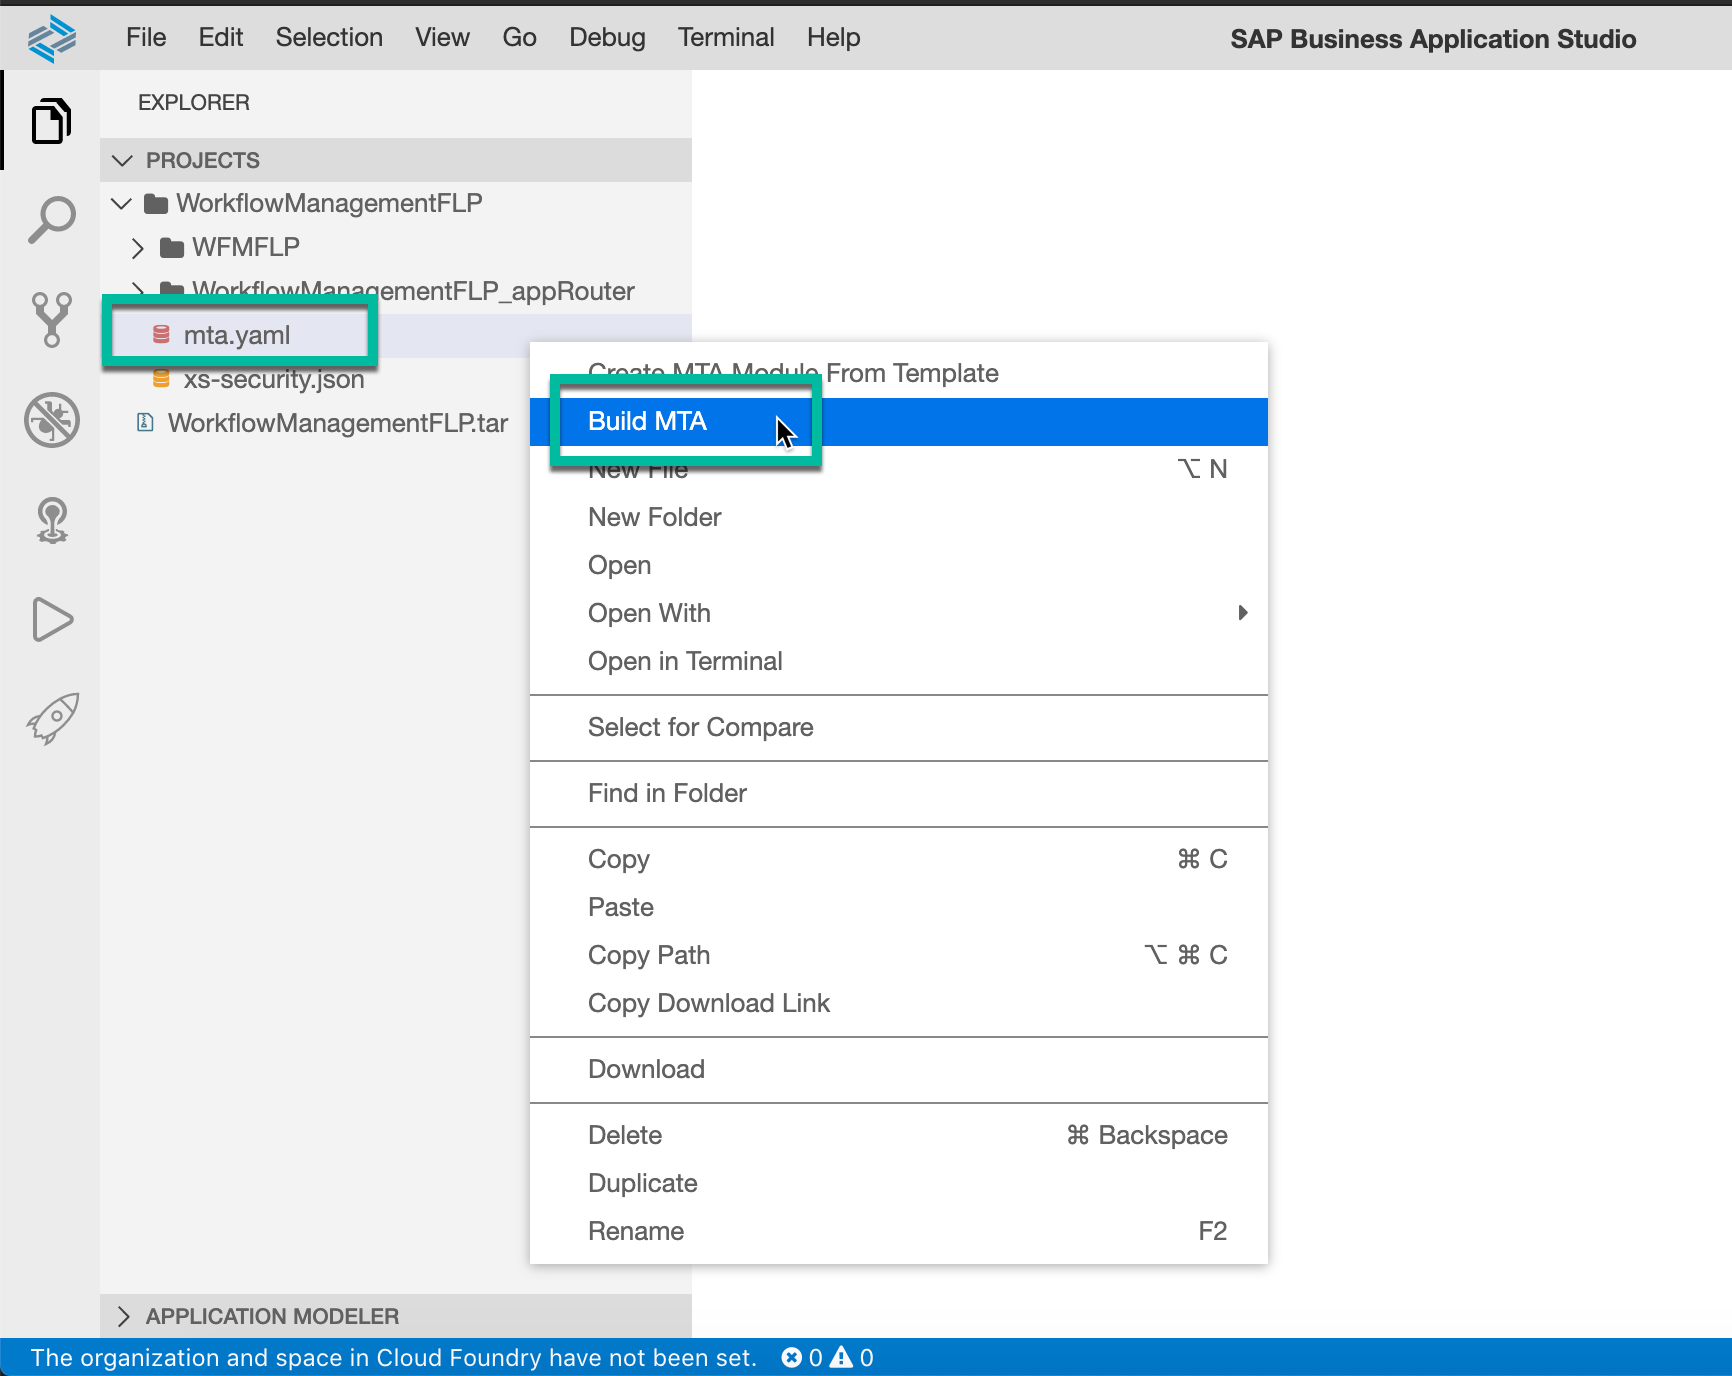 File Edit Selection View Go Debug Terminal Help SAP Business Application Studio
EXPLORER
PROJECTS
WorkflowManagementFLP
WFMFLP
WorkflowManagementFLP_appRouter
mta.yaml
xs-security.json
WorkflowManagementFLP.tar
Create MTA Module From Template
Build MTA
New File ⌥ N
New Folder
Open
Open With
Open in Terminal
Select for Compare
Find in Folder
Copy ⌘ C
Paste
Copy Path ⌥ ⌘ C
Copy Download Link
Download
Delete ⌘ Backspace
Duplicate
Rename F2
APPLICATION MODELER
The organization and space in Cloud Foundry have not been set. 0 0